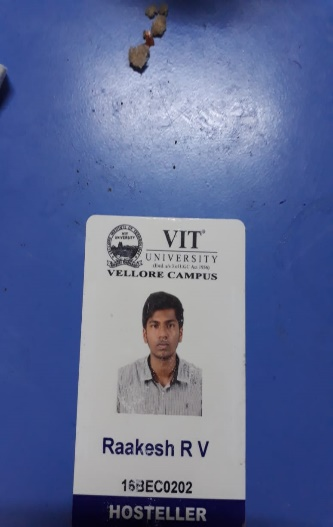 VIT
UNIVERSITY
VELLORE CAMPUS
Raakesh R V
16BEC0202
HOSTELLER